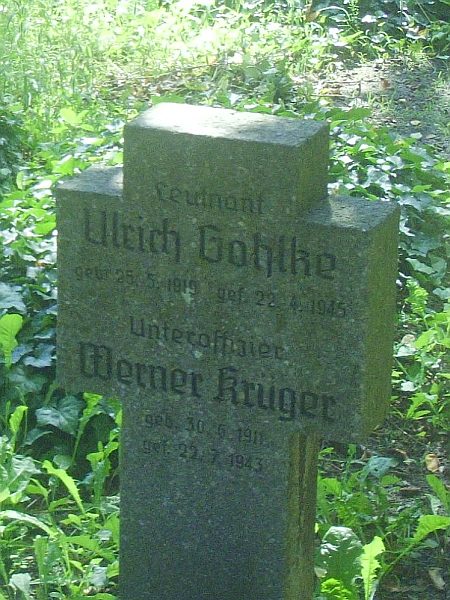 Leutnant
Ulrich Gohlke
geb. 25. 5. 1919 gef. 22. 4. 1945
Unteroffizier
Werner Krüger
geb. 30. 6. 1911
gef. 22. 7. 1943